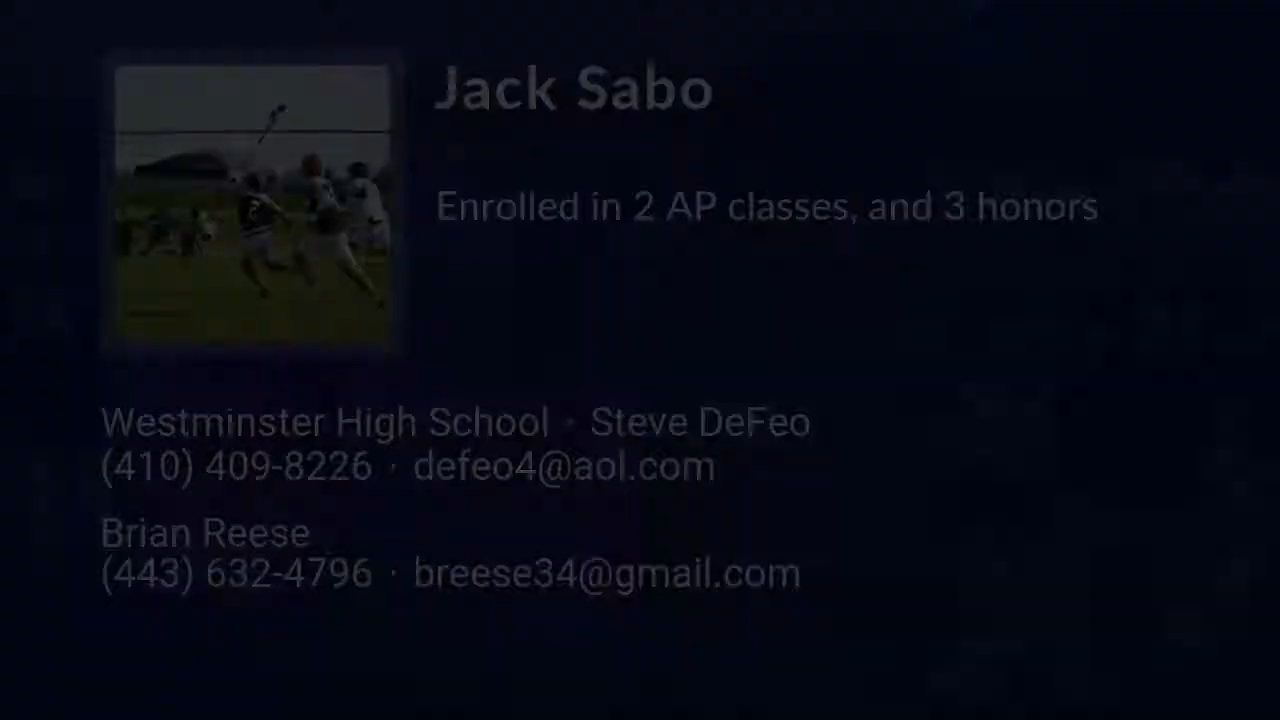 Jack Sabo
Enrolled in 2 AP classes, and 3 honors
Westminster High School · Steve DeFeo
(410) 409-8226 · defeo4@aol.com
Brian Reese
(443) 632-4796 · breese34@gmail.com